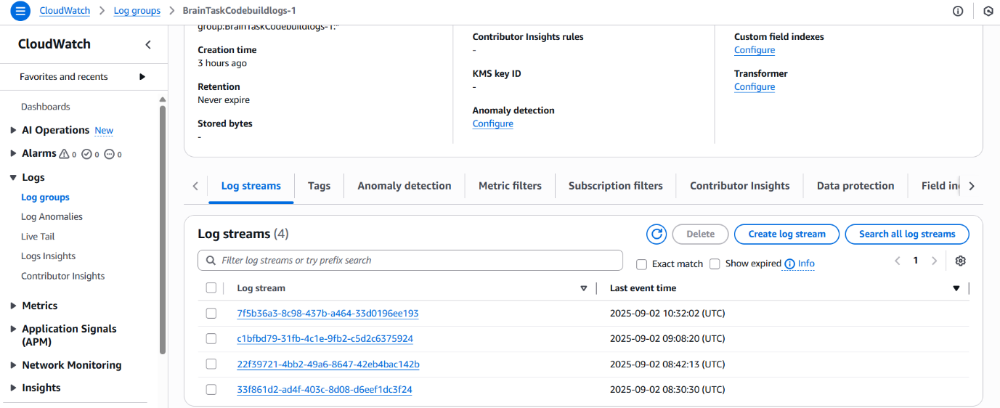 CloudWatch > Log groups > BrainTaskCodebuildlogs-1
CloudWatch
Favorites and recents
Dashboards
AI Operations New
Alarms 0 0 0
Logs
Log groups
Log Anomalies
Live Tail
Logs Insights
Contributor Insights
Metrics
Application Signals
(APM)
Network Monitoring
Insights
group:BrainTaskCodebuildlogs-1:*
Creation time
3 hours ago
Retention
Never expire
Stored bytes
-
Contributor Insights rules
-
KMS key ID
-
Anomaly detection
Configure
Custom field indexes
Configure
Transformer
Configure
Log streams Tags Anomaly detection Metric filters Subscription filters Contributor Insights Data protection Field in
Log streams (4)
Delete Create log stream Search all log streams
Filter log streams or try prefix search
Exact match Show expired Info
1
Log stream Last event time
7f5b36a3-8c98-437b-a464-33d0196ee193 2025-09-02 10:32:02 (UTC)
c1bfbd79-31fb-4c1e-9fb2-c5d2c6375924 2025-09-02 09:08:20 (UTC)
22f39721-4bb2-49a6-8647-42eb4bac142b 2025-09-02 08:42:13 (UTC)
33f861d2-ad4f-403c-8d08-d6eef1dc3f24 2025-09-02 08:30:30 (UTC)